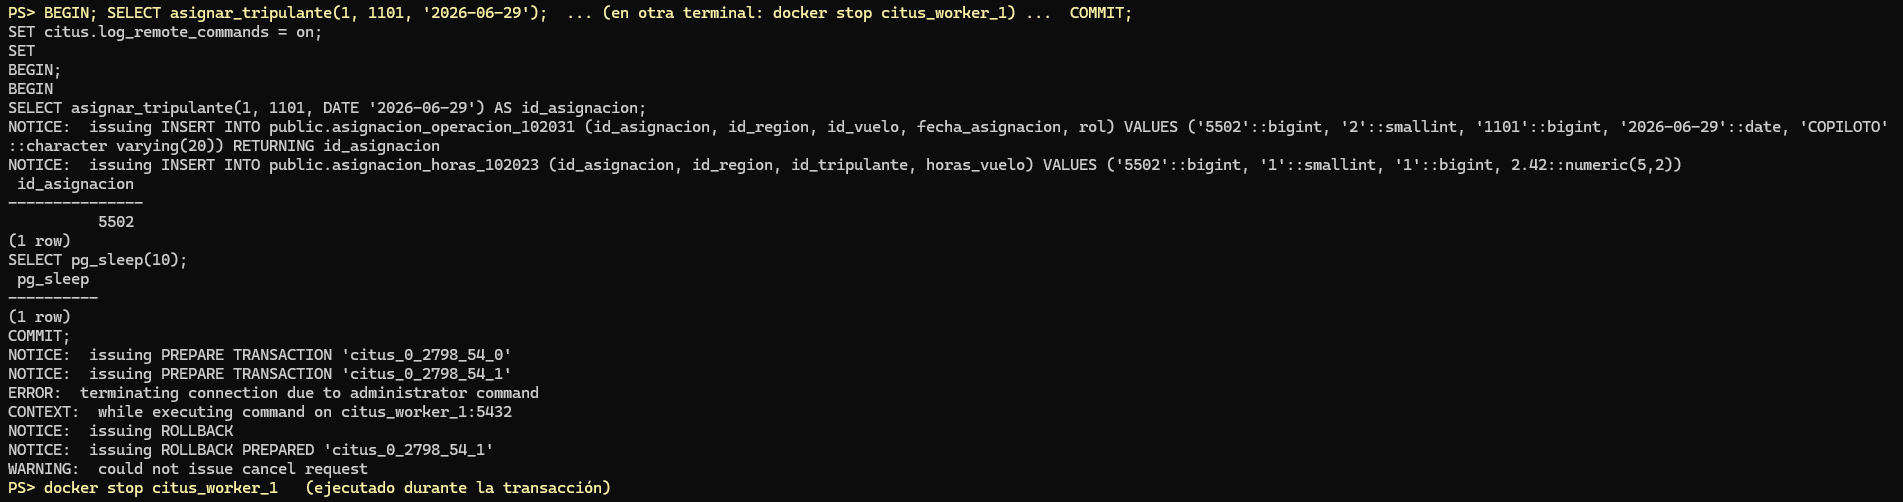 PS> BEGIN; SELECT asignar_tripulante(1, 1101, '2026-06-29');  ... (en otra terminal: docker stop citus_worker_1) ...  COMMIT;
SET citus.log_remote_commands = on;
SET
BEGIN;
BEGIN
SELECT asignar_tripulante(1, 1101, DATE '2026-06-29') AS id_asignacion;
NOTICE:  issuing INSERT INTO public.asignacion_operacion_102031 (id_asignacion, id_region, id_vuelo, fecha_asignacion, rol) VALUES ('5502'::bigint, '2'::smallint, '1101'::bigint, '2026-06-29'::date, 'COPILOTO'
::character varying(20)) RETURNING id_asignacion
NOTICE:  issuing INSERT INTO public.asignacion_horas_102023 (id_asignacion, id_region, id_tripulante, horas_vuelo) VALUES ('5502'::bigint, '1'::smallint, '1'::bigint, 2.42::numeric(5,2))
 id_asignacion
---------------
          5502
(1 row)
SELECT pg_sleep(10);
 pg_sleep
----------
(1 row)
COMMIT;
NOTICE:  issuing PREPARE TRANSACTION 'citus_0_2798_54_0'
NOTICE:  issuing PREPARE TRANSACTION 'citus_0_2798_54_1'
ERROR:  terminating connection due to administrator command
CONTEXT:  while executing command on citus_worker_1:5432
NOTICE:  issuing ROLLBACK
NOTICE:  issuing ROLLBACK PREPARED 'citus_0_2798_54_1'
WARNING:  could not issue cancel request
PS> docker stop citus_worker_1   (ejecutado durante la transacción)